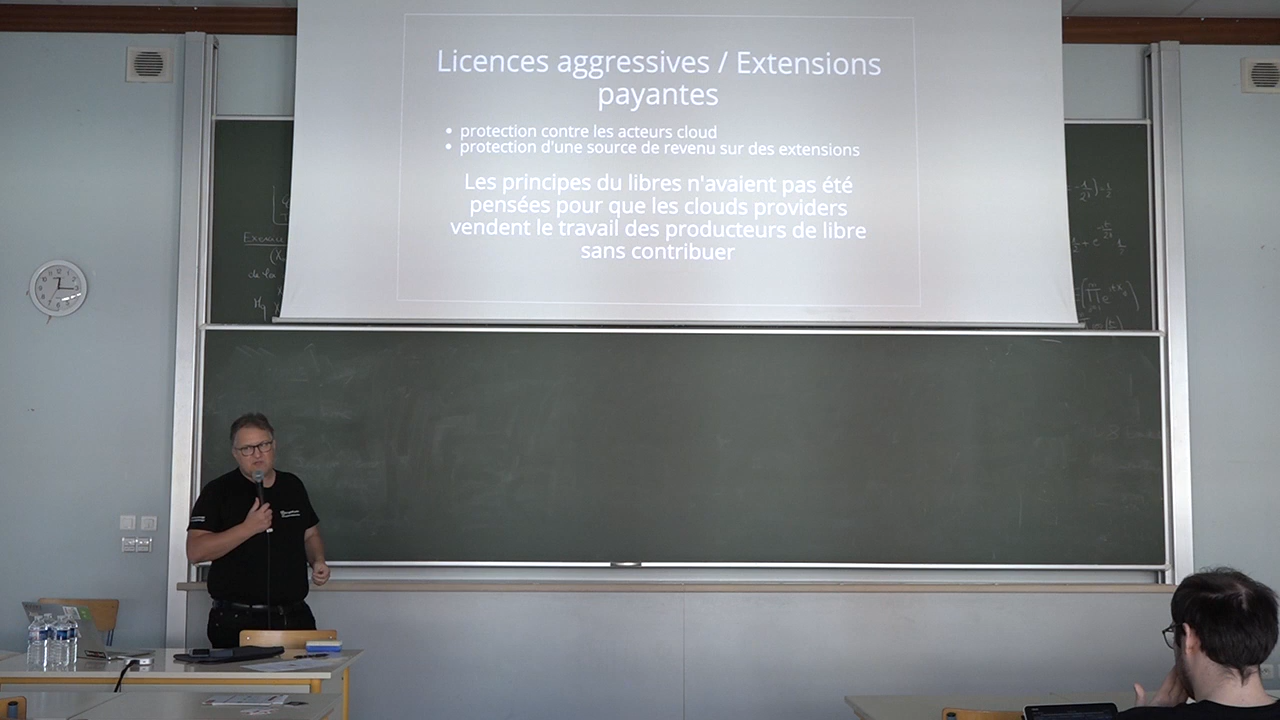 Licences aggressives / Extensions
payantes
• protection contre les acteurs cloud
• protection d'une source de revenu sur des extensions
Les principes du libres n'avaient pas été
pensées pour que les clouds providers
vendent le travail des producteurs de libre
sans contribuer
de la